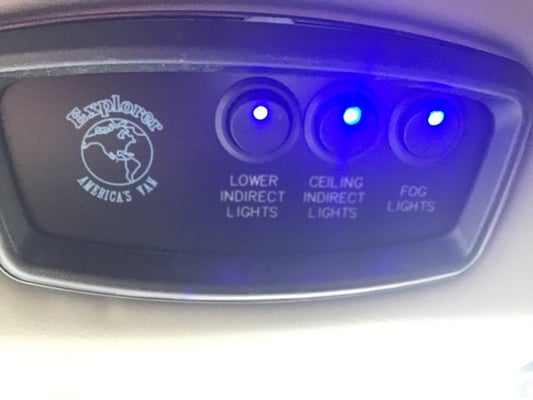 Explorer
AMERICA'S VAN
LOWER
INDIRECT
LIGHTS
CEILING
INDIRECT
LIGHTS
FOG
LIGHTS